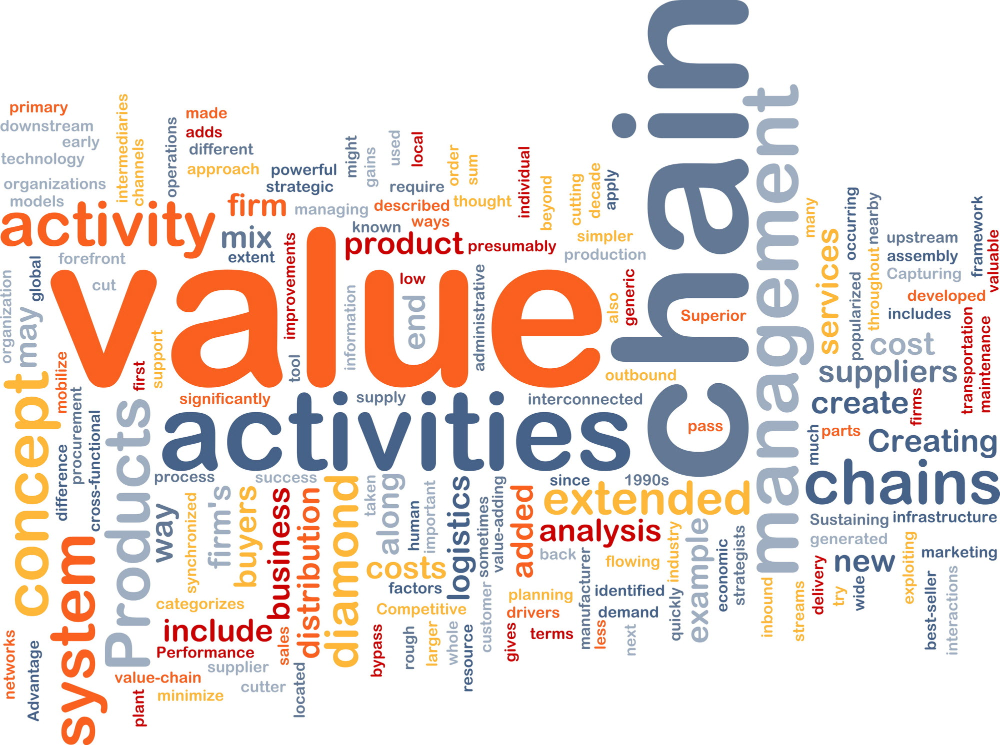 primary
downstream
early
technology
organizations
models
intermediaries
channels
operations
made
adds
different
approach
powerful
strategic
might
gains
used
local
require
order
sum
individual
beyond
cutting
decade
apply
chain
management
activity
firm
managing
described
thought
ways
known
mix
extent
improvements
product
presumably
simpler
production
many
services
occurring
nearby
upstream
assembly
Capturing
framework
valuable
forefront
global
cut
organization
may
value
low
end
information
tool
administrative
also
generic
Superior
popularized
throughout
developed
includes
transportation
maintenance
cost
suppliers
create
firms
concept
mobilize
first
support
outbound
significantly
supply
interconnected
activities
procurement
cross-functional
difference
Products
pass
much
parts
Creating
chains
process
success
since
1990s
extended
way
synchronized
firm's
buyers
business
distribution
diamond
taken
along
human
important
logistics
sometimes
value-adding
added
analysis
back
flowing
industry
example
economic
strategists
Sustaining
infrastructure
generated
new
exploiting
marketing
system
costs
factors
Competitive
customer
planning
drivers
manufacturer
identified
demand
quickly
inbound
streams
delivery
try
wide
best-seller
interactions
categorizes
include
Performance
sales
supplier
value-chain
minimize
cutter
located
plant
networks
Advantage
bypass
rough
larger
whole
resource
gives
terms
less
next